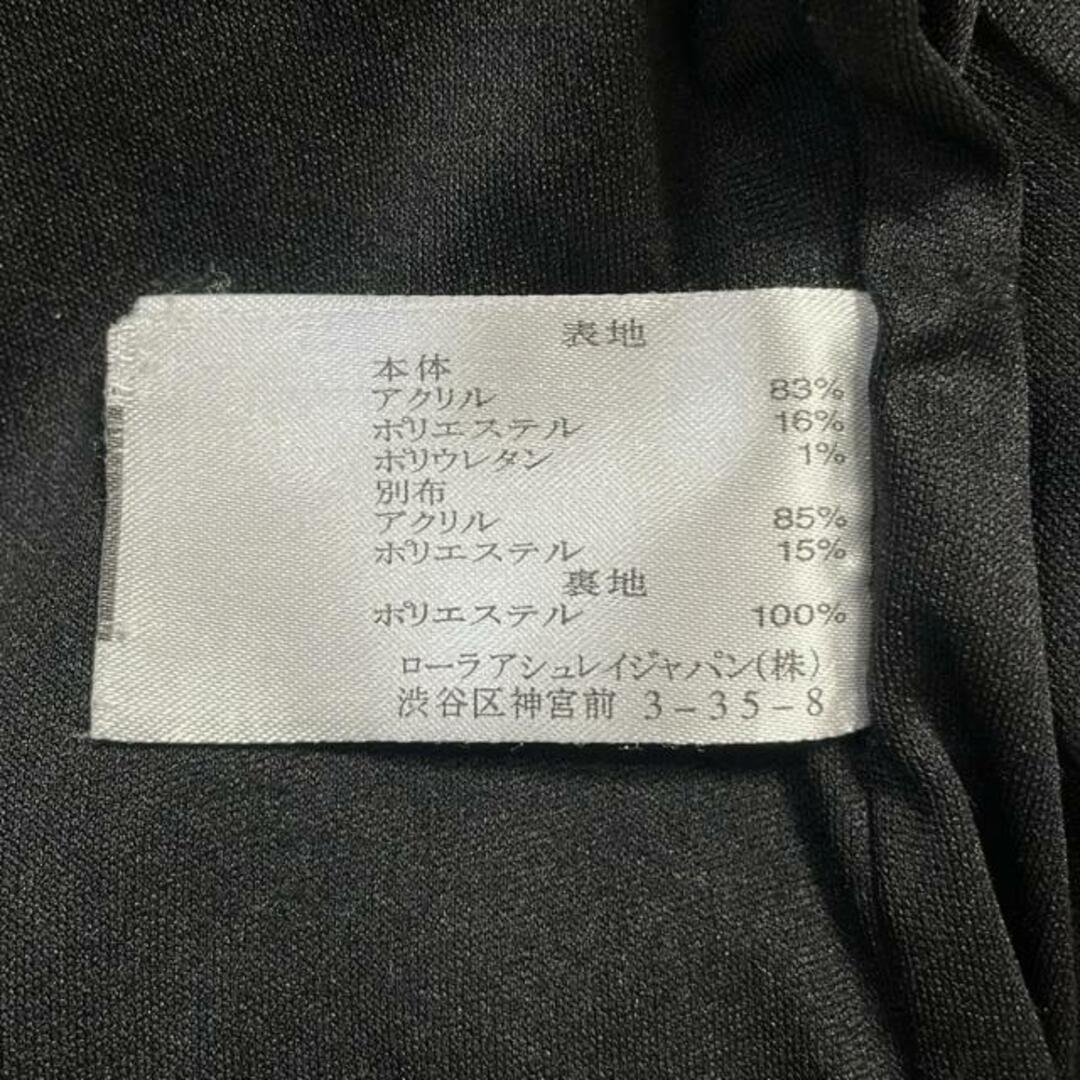 表地
本体
アクリル 83%
ポリエステル 16%
ポリウレタン 1%
別布
アクリル 85%
ポリエステル 15%
裏地
ポリエステル 100%
ローラアシュレイジャパン(株)
渋谷区神宮前 3-35-8